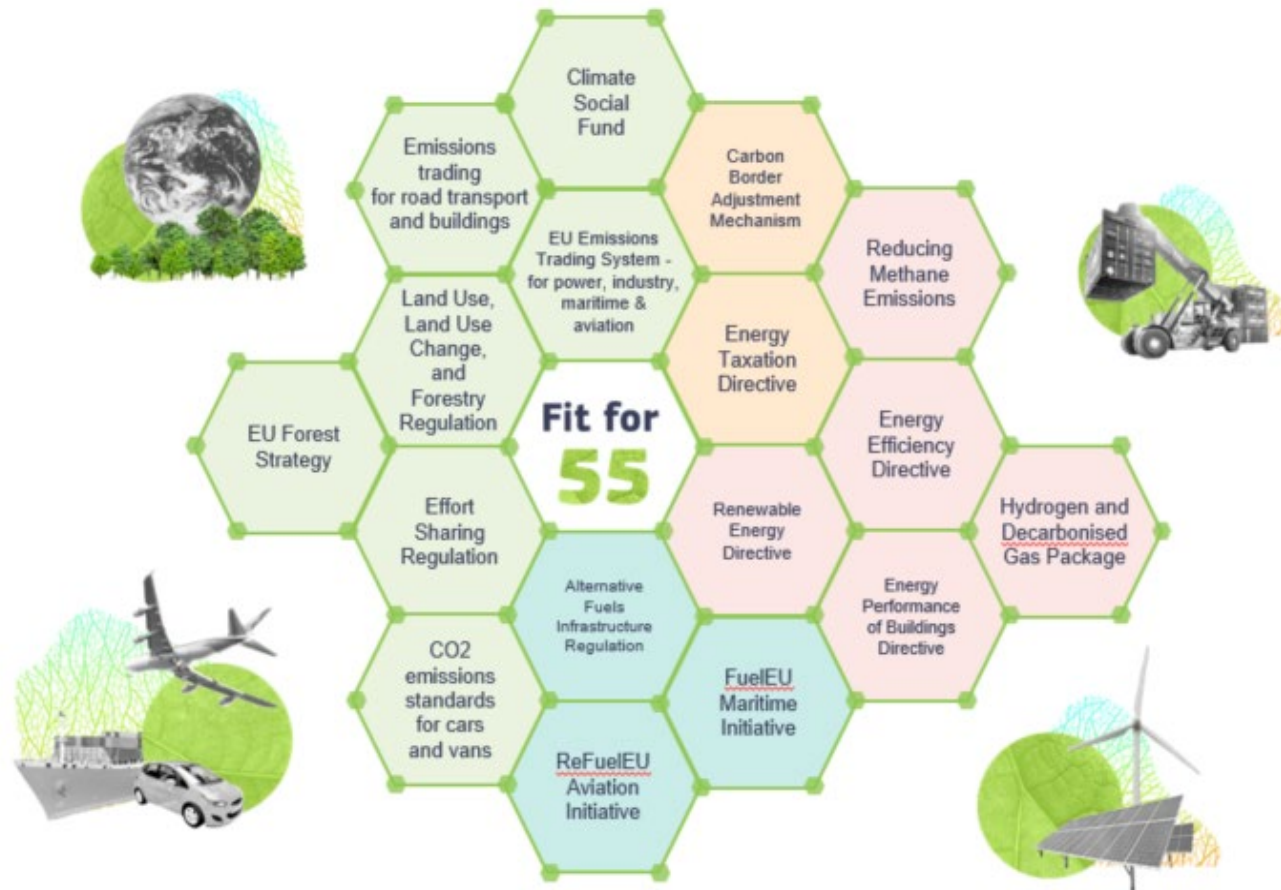 Climate
Social
Fund
Emissions
trading
for road transport
and buildings
Carbon
Border
Adjustment
Mechanism
EU Emissions
Trading System -
for power, industry,
maritime &
aviation
Reducing
Methane
Emissions
Land Use,
Land Use
Change,
and
Forestry
Regulation
Energy
Taxation
Directive
EU Forest
Strategy
Fit for
55
Energy
Efficiency
Directive
Effort
Sharing
Regulation
Renewable
Energy
Directive
Hydrogen and
Decarbonised
Gas Package
Alternative
Fuels
Infrastructure
Regulation
Energy
Performance
of Buildings
Directive
CO2
emissions
standards
for cars
and vans
FuelEU
Maritime
Initiative
ReFuelEU
Aviation
Initiative